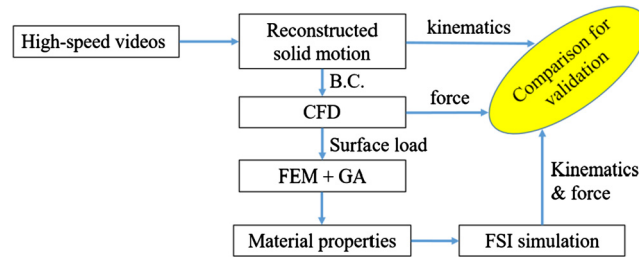 High-speed videos
Reconstructed
solid motion
kinematics
Comparison for
validation
B.C.
CFD
force
Surface load
FEM + GA
Kinematics
& force
Material properties
FSI simulation